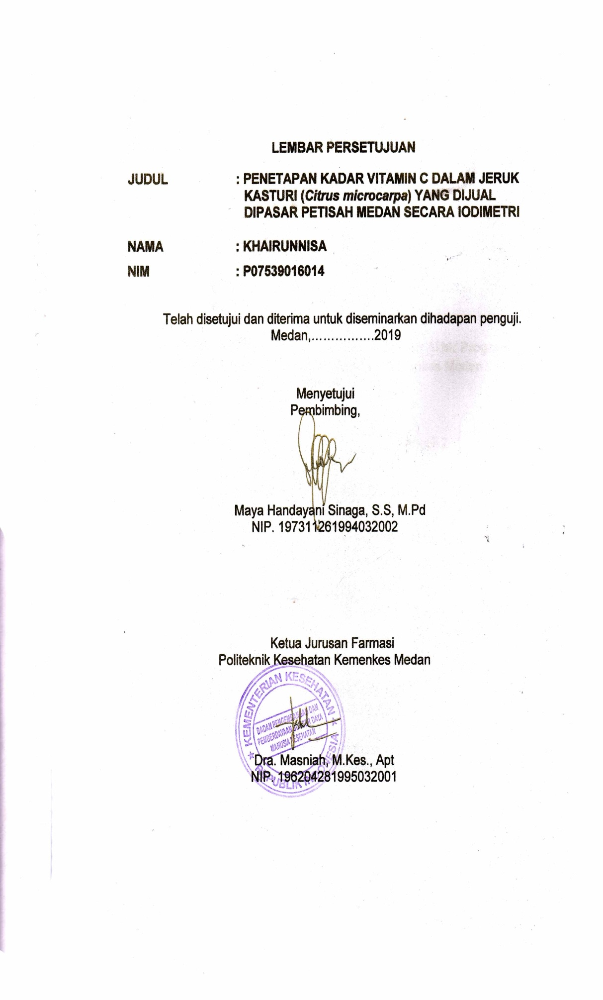 LEMBAR PERSETUJUAN
JUDUL : PENETAPAN KADAR VITAMIN C DALAM JERUK
KASTURI (Citrus microcarpa) YANG DIJUAL
DIPASAR PETISAH MEDAN SECARA IODIMETRI
NAMA : KHAIRUNNISA
NIM : P07539016014
Telah disetujui dan diterima untuk diseminarkan dihadapan penguji.
Medan,................2019
Menyetujui
Pembimbing,
Maya Handayani Sinaga, S.S, M.Pd
NIP. 197311261994032002
Ketua Jurusan Farmasi
Politeknik Kesehatan Kemenkes Medan
KEMENTERIAN KESEHATAN
BADAN PENGEMBANGAN DAN
PEMBERDAYAAN SUMBER DAYA
MANUSIA KESEHATAN
REPUBLIK INDONESIA
Dra. Masniah, M.Kes., Apt
NIP. 196204281995032001